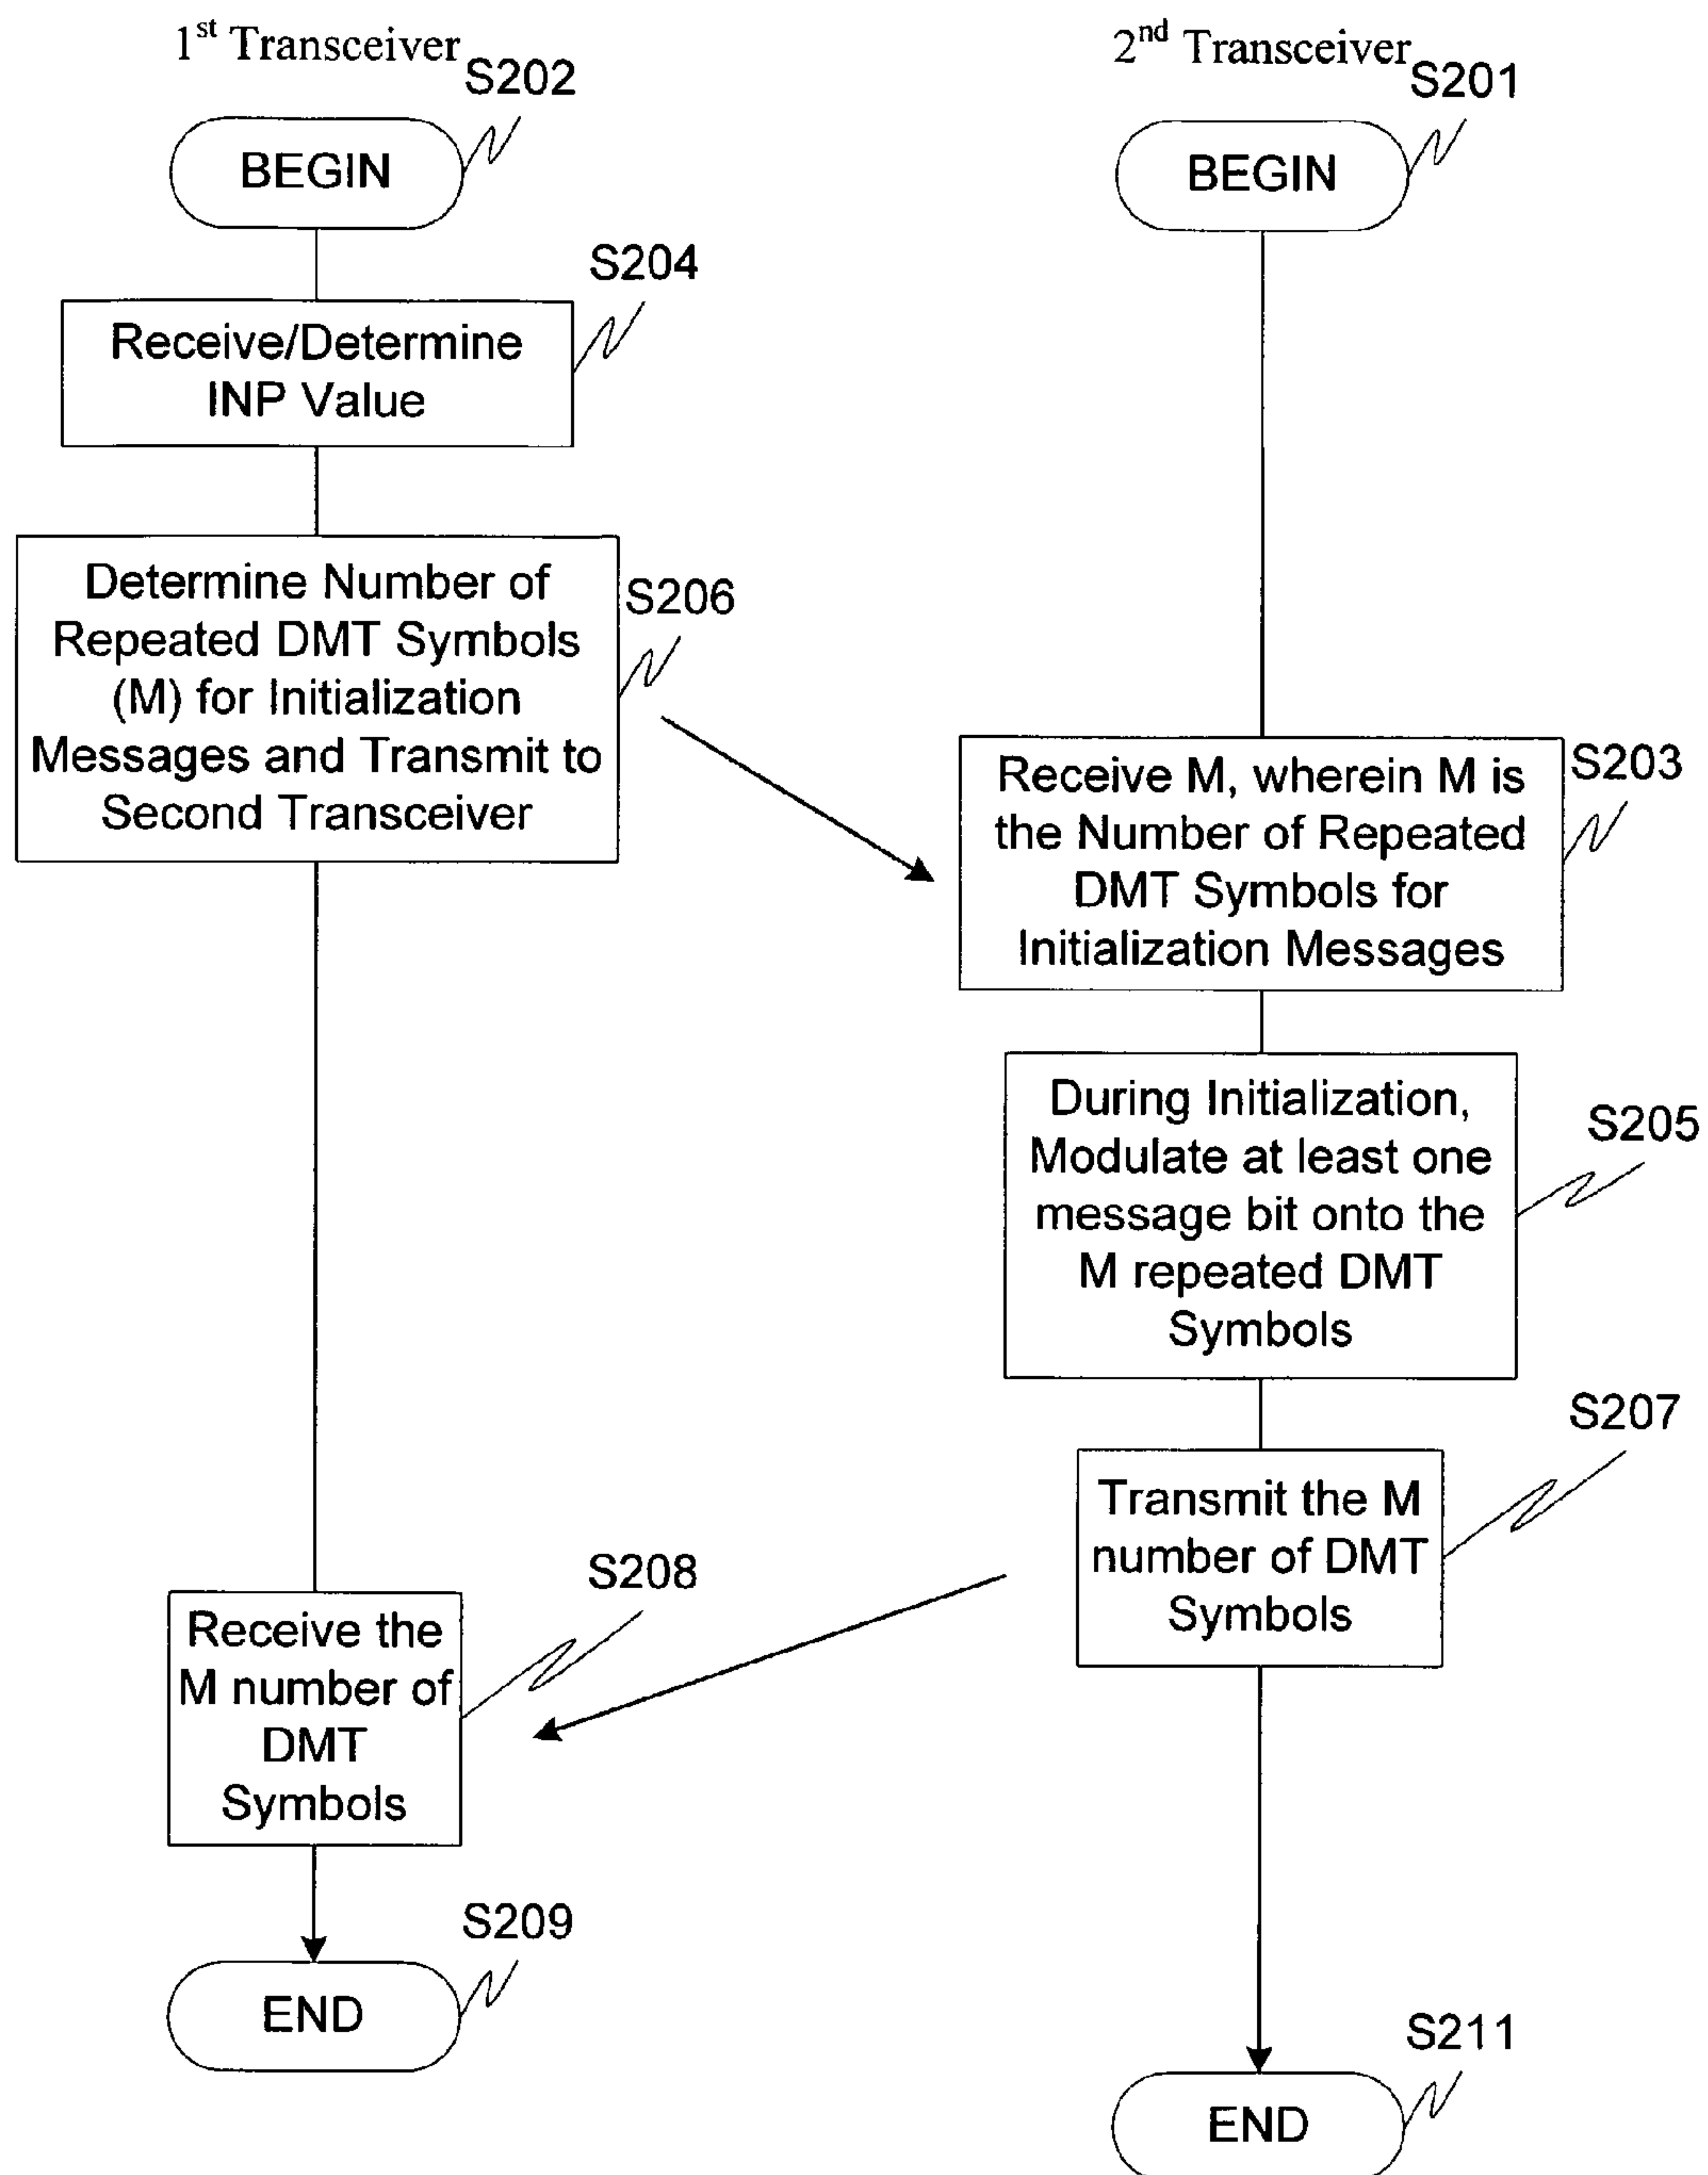 1st Transceiver
S202
BEGIN
S204
Receive/Determine
INP Value
Determine Number of
Repeated DMT Symbols
(M) for Initialization
Messages and Transmit to
Second Transceiver
S206
Receive the
M number of
DMT
Symbols
S208
S209
END
2nd Transceiver
S201
BEGIN
Receive M, wherein M is
the Number of Repeated
DMT Symbols for
Initialization Messages
S203
During Initialization,
Modulate at least one
message bit onto the
M repeated DMT
Symbols
S205
S207
Transmit the M
number of DMT
Symbols
S211
END